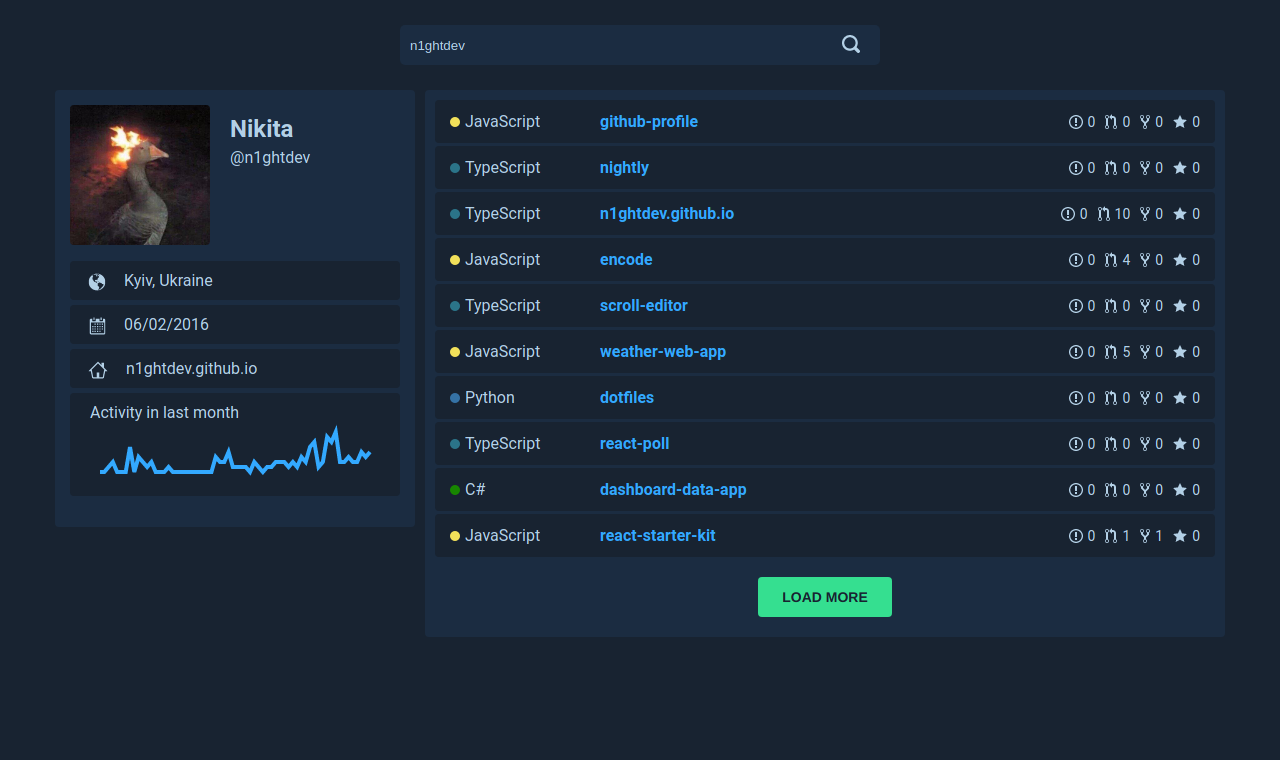 n1ghtdev
Nikita
@n1ghtdev
Kyiv, Ukraine
06/02/2016
n1ghtdev.github.io
Activity in last month
JavaScript github-profile 0 0 0 0
TypeScript nightly 0 0 0 0
TypeScript n1ghtdev.github.io 0 10 0 0
JavaScript encode 0 4 0 0
TypeScript scroll-editor 0 0 0 0
JavaScript weather-web-app 0 5 0 0
Python dotfiles 0 0 0 0
TypeScript react-poll 0 0 0 0
C# dashboard-data-app 0 0 0 0
JavaScript react-starter-kit 0 1 1 0
LOAD MORE